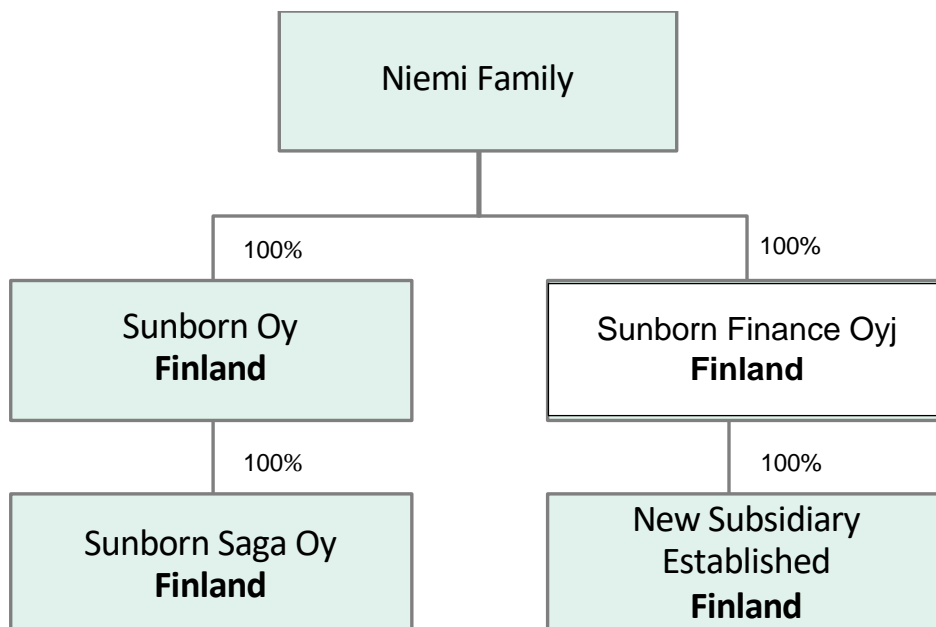 Niemi Family
100%
100%
Sunborn Oy
Finland
Sunborn Finance Oyj
Finland
100%
100%
Sunborn Saga Oy
Finland
New Subsidiary
Established
Finland